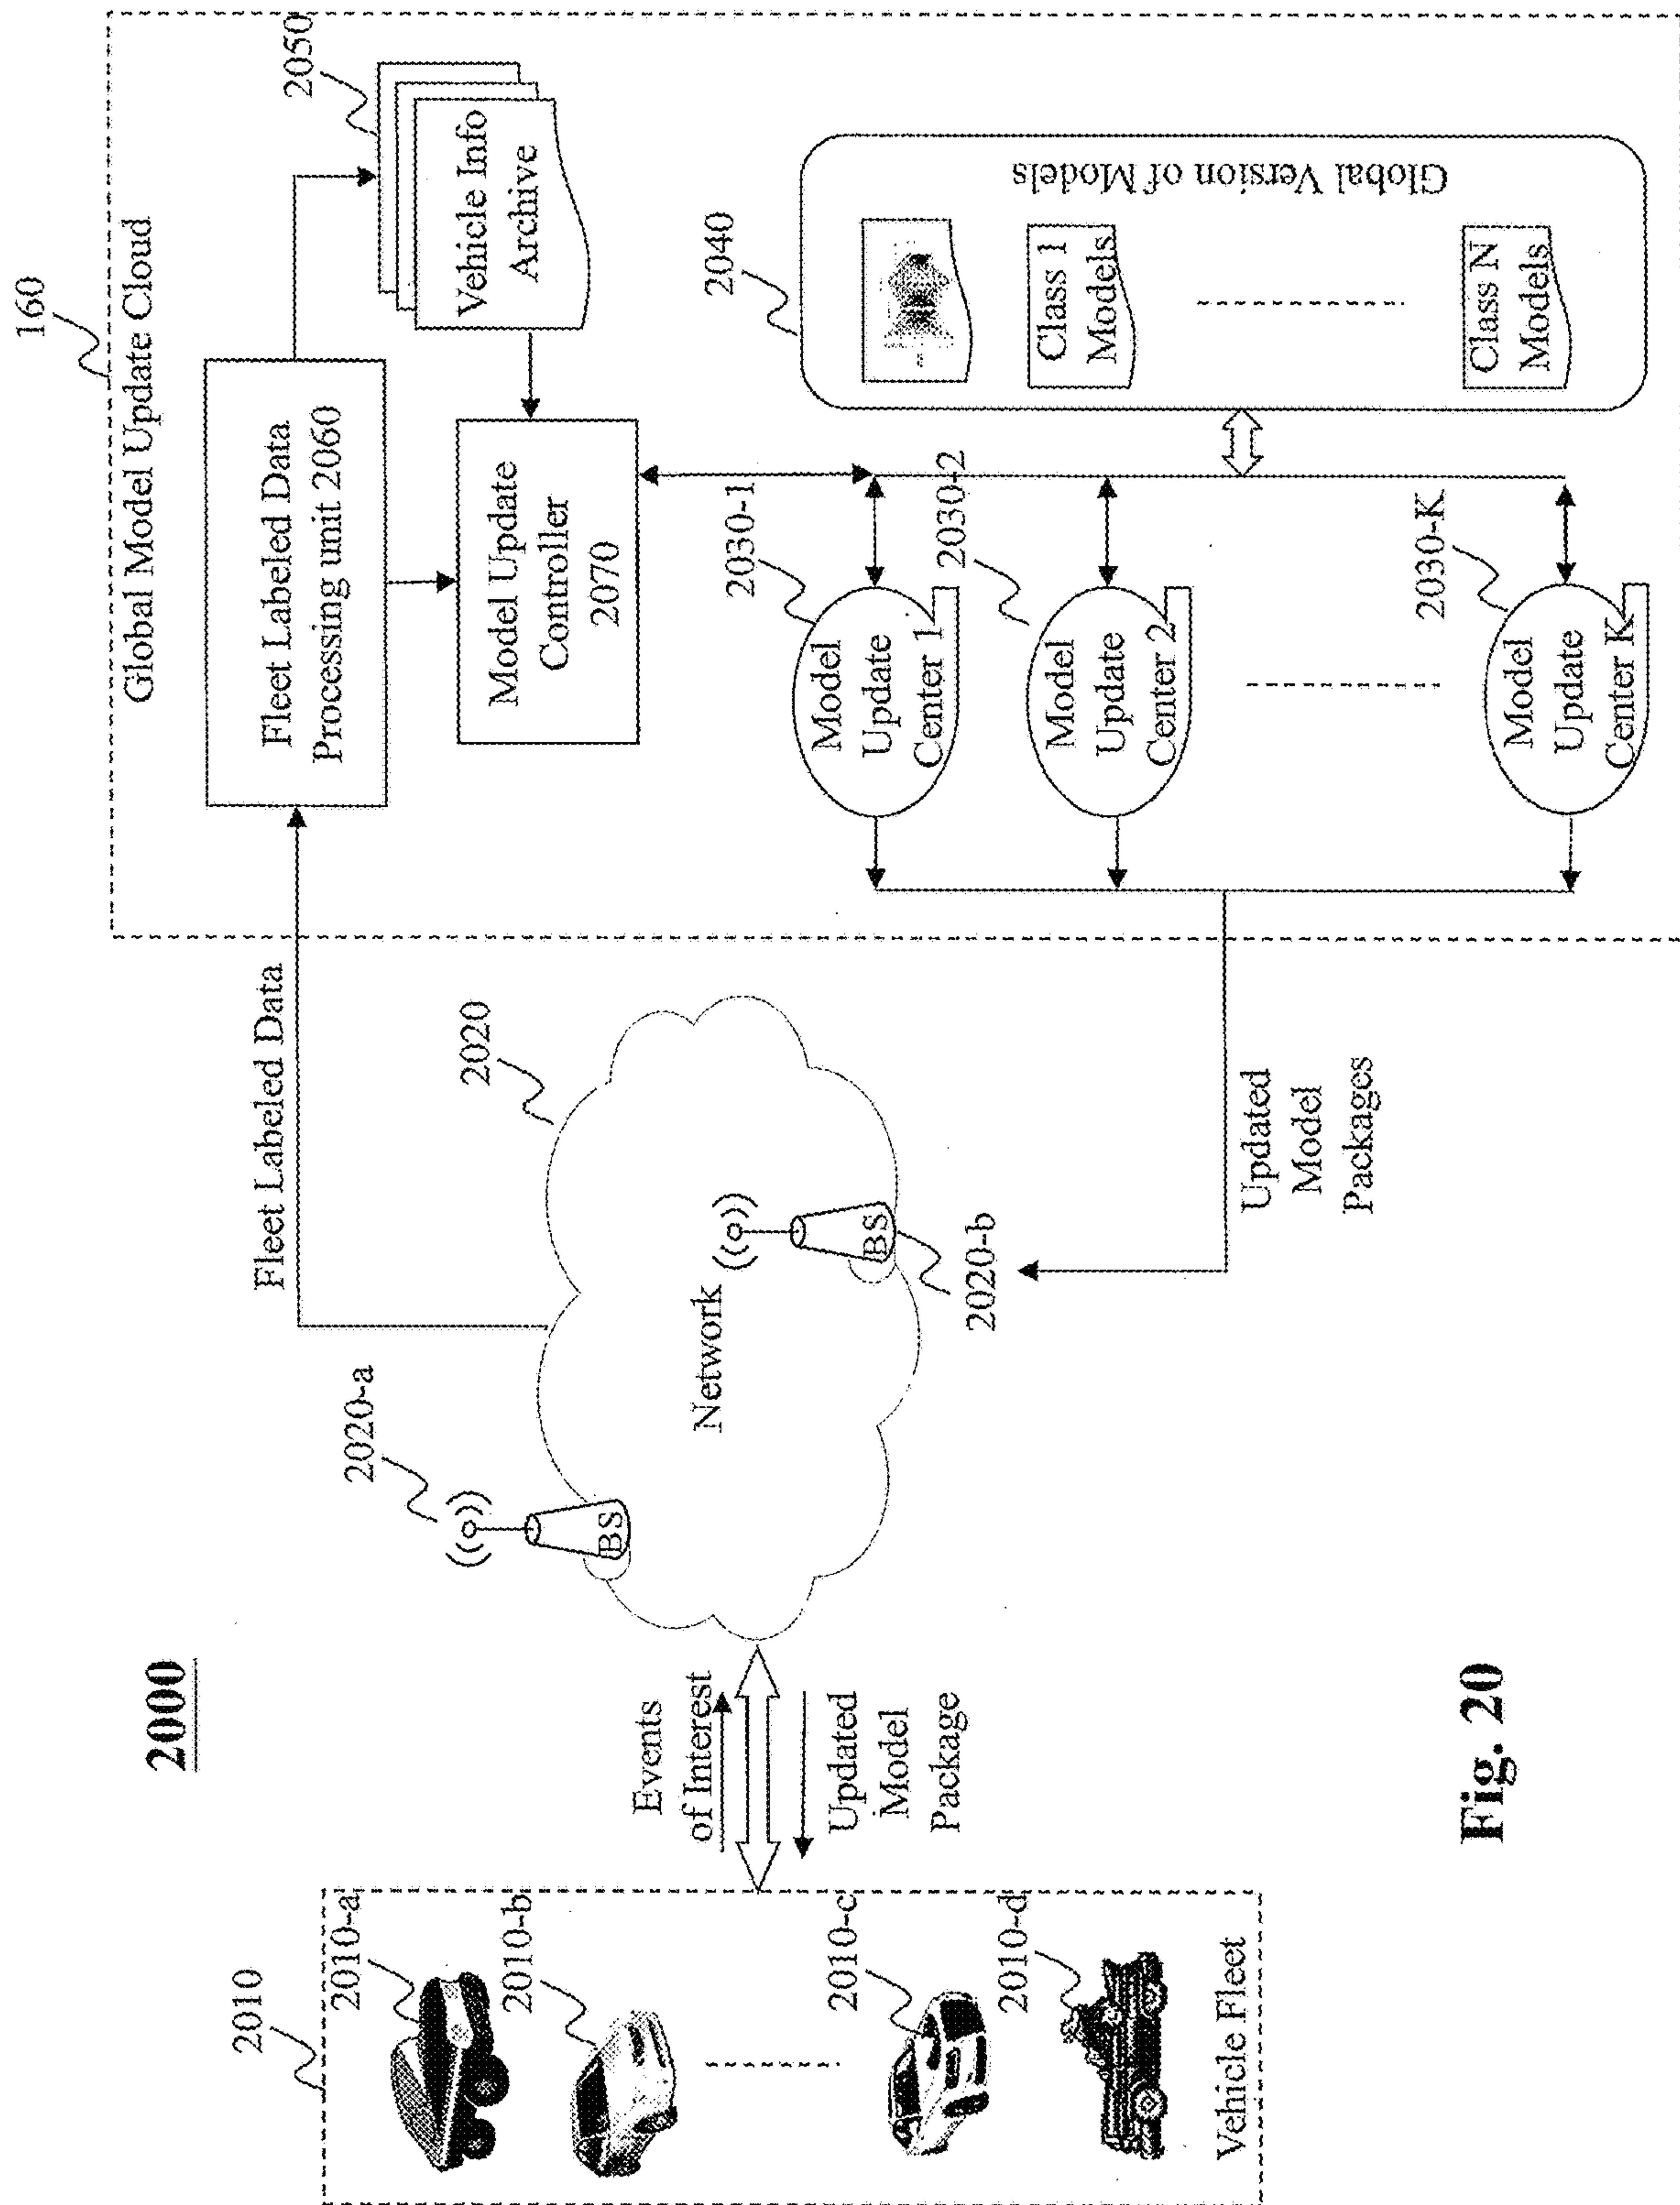 2000
160
Global Model Update Cloud
Fleet Labeled Data
Processing unit 2060
2050
Vehicle Info
Archive
Model Update
Controller
2070
2040
Global Version of Models
Class 1
Models
Class N
Models
2030-1
Model
Update
Center 1
2030-2
Model
Update
Center 2
2030-K
Model
Update
Center K
Fleet Labeled Data
2020
2020-a
BS
Network
BS
2020-b
Updated
Model
Packages
Events
of Interest
Updated
Model
Package
2010
2010-a
2010-b
2010-c
2010-d
Vehicle Fleet
Fig. 20